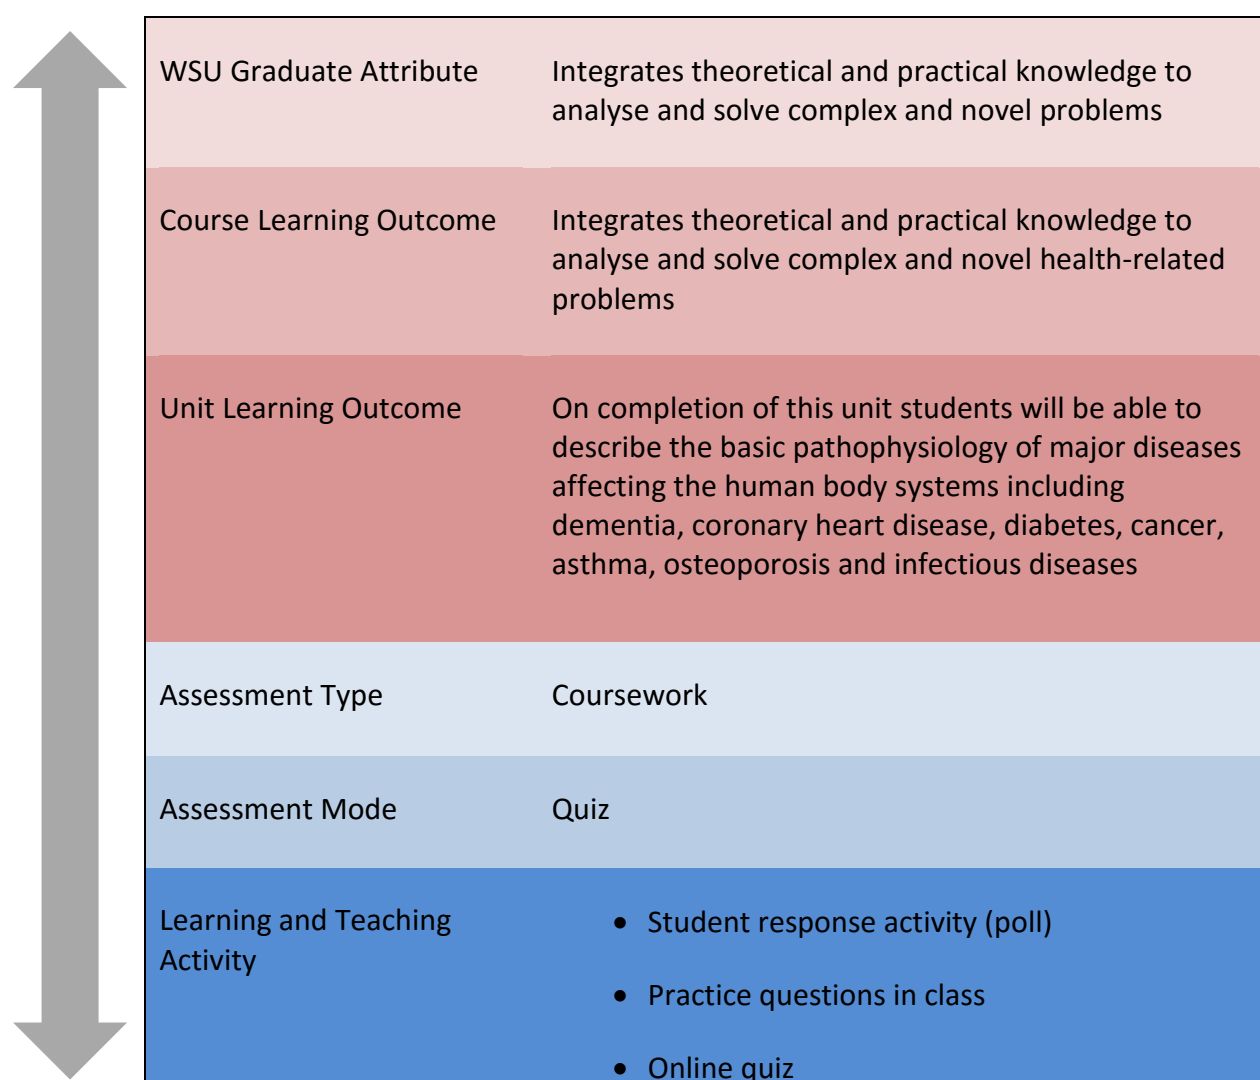 WSU Graduate Attribute
Integrates theoretical and practical knowledge to
analyse and solve complex and novel problems
Course Learning Outcome
Integrates theoretical and practical knowledge to
analyse and solve complex and novel health-related
problems
Unit Learning Outcome
On completion of this unit students will be able to
describe the basic pathophysiology of major diseases
affecting the human body systems including
dementia, coronary heart disease, diabetes, cancer,
asthma, osteoporosis and infectious diseases
Assessment Type
Coursework
Assessment Mode
Quiz
Learning and Teaching
Activity
• Student response activity (poll)
• Practice questions in class
• Online quiz